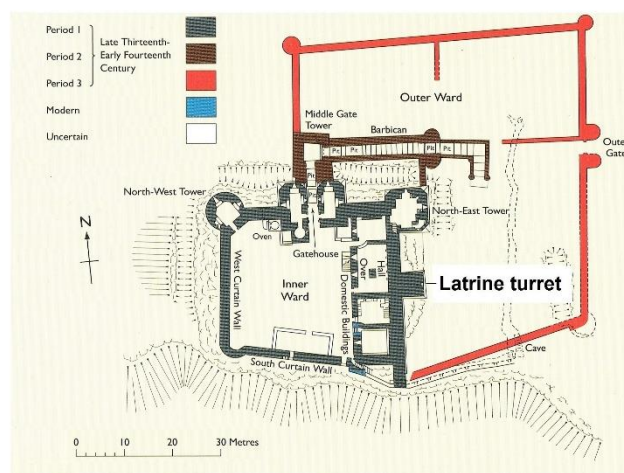 Period 1
Period 2
Period 3
Late Thirteenth-
Early Fourteenth
Century
Modern
Uncertain
Outer Ward
Middle Gate
Tower
Barbican
Pit
Pit
Pit
Pit
Pit
Outer
Gate
North-West Tower
North-East Tower
Oven
Gatehouse
N
West Curtain Wall
Inner
Ward
Domestic Buildings
Hall
Over
Latrine turret
South Curtain Wall
Cave
0 10 20 30 Metres